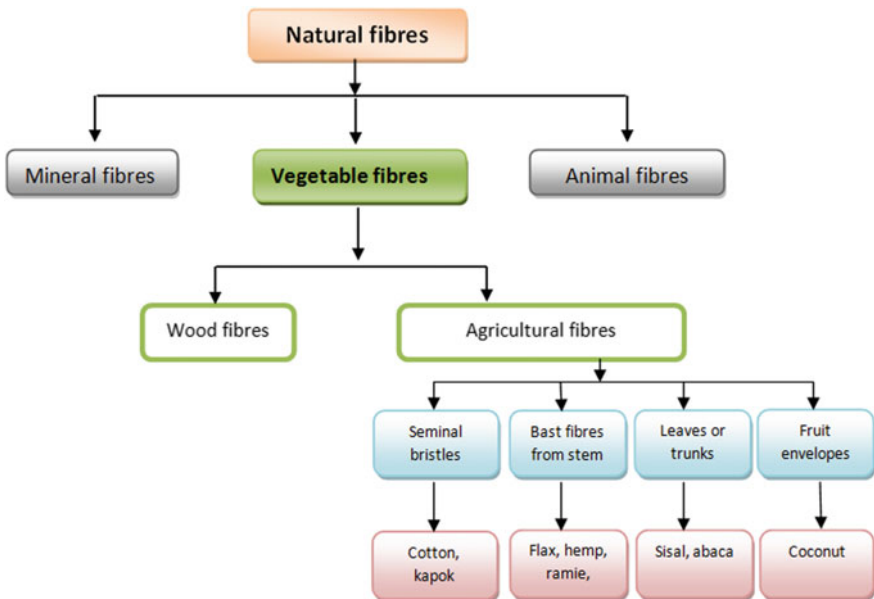 Natural fibres
Mineral fibres
Vegetable fibres
Animal fibres
Wood fibres
Agricultural fibres
Seminal
bristles
Bast fibres
from stem
Leaves or
trunks
Fruit
envelopes
Cotton,
kapok
Flax, hemp,
ramie,
Sisal, abaca
Coconut